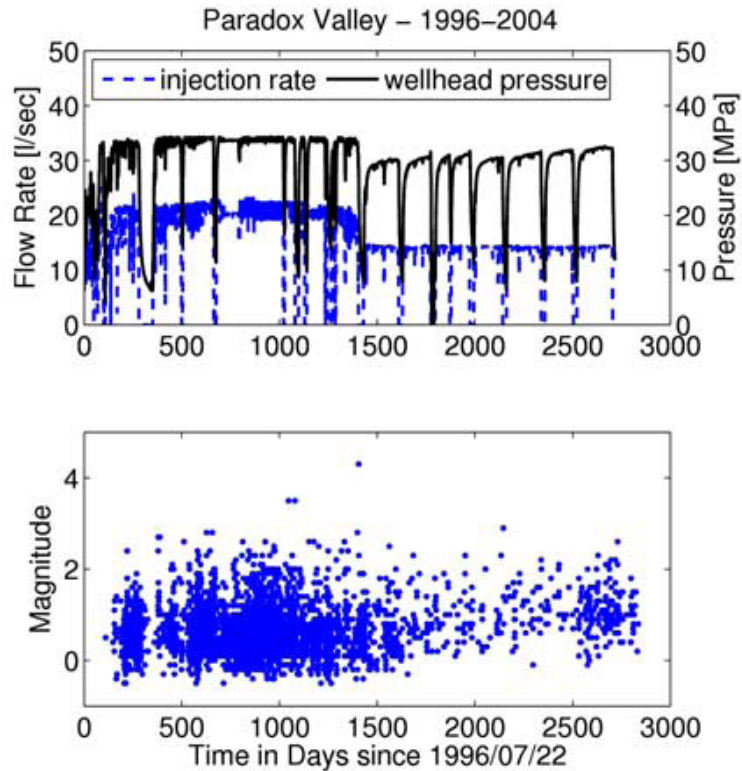 Paradox Valley – 1996–2004
50
50
injection rate
wellhead pressure
40
40
30
30
20
20
10
10
0
0
Flow Rate [l/sec]
Pressure [MPa]
0 500 1000 1500 2000 2500 3000
4
2
0
Magnitude
0 500 1000 1500 2000 2500 3000
Time in Days since 1996/07/22